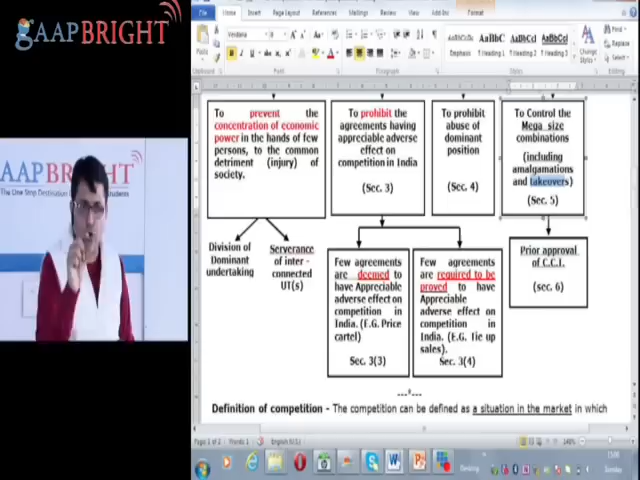 gAAPBRIGHT
AAPBRIGHT
The One Stop Destination
File Home Insert Page Layout References Mailings Review View Add-Ins Format
Verdana
Paste
B I U
AaBbC AaBbCcI
Emphasis Heading 1 Heading
Change Styles
Find
Replace
Select
Clipboard Font Paragraph Styles Editing
To prevent the
concentration of economic
power in the hands of few
persons, to the common
detriment (injury) of
society.
To prohibit the
agreements having
appreciable adverse
effect on
competition in India
(Sec. 3)
To prohibit
abuse of
dominant
position
(Sec. 4)
To Control the
Mega size
combinations
(including
amalgamations
and takeovers)
(Sec. 5)
Division of
Dominant
undertaking
Serverance
of inter -
connected
UT(s)
Few agreements
are deemed to
have Appreciable
adverse effect on
competition in
India. (E.G. Price
cartel)
Sec. 3(3)
Few agreements
are required to be
proved to have
Appreciable
adverse effect on
competition in
India. (E.G. Tie up
sales).
Sec. 3(4)
Prior approval
of C.C.I.
(sec. 6)
Definition of competition - The competition can be defined as a situation in the market in which
Page: 1 of 2 Words: 1 English (U.S.)
Sunday